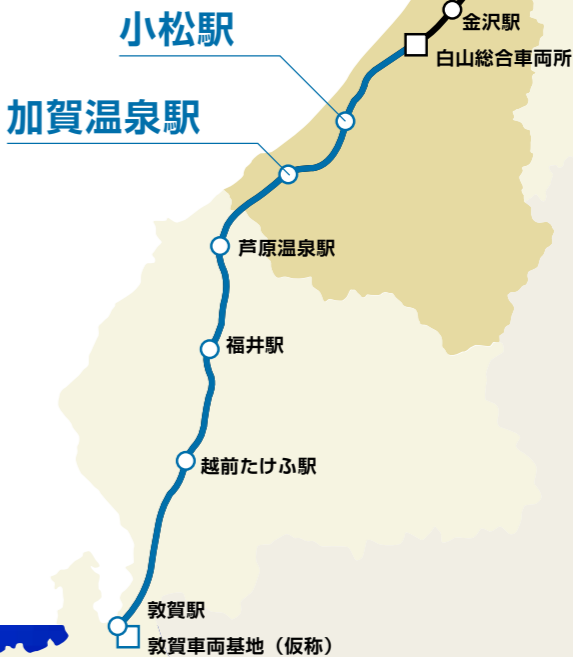 金沢駅
小松駅
白山総合車両所
加賀温泉駅
芦原温泉駅
福井駅
越前たけふ駅
敦賀駅
敦賀車両基地（仮称）